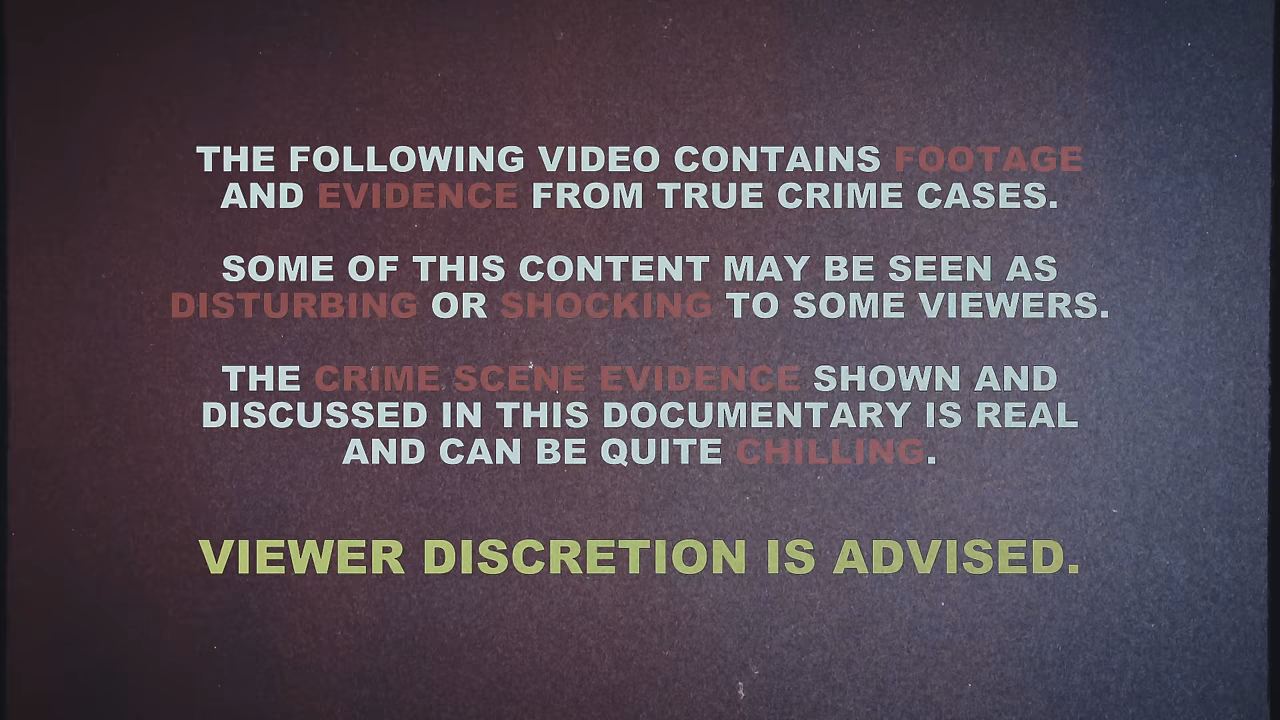 THE FOLLOWING VIDEO CONTAINS FOOTAGE
AND EVIDENCE FROM TRUE CRIME CASES.
SOME OF THIS CONTENT MAY BE SEEN AS
DISTURBING OR SHOCKING TO SOME VIEWERS.
THE CRIME SCENE EVIDENCE SHOWN AND
DISCUSSED IN THIS DOCUMENTARY IS REAL
AND CAN BE QUITE CHILLING.
VIEWER DISCRETION IS ADVISED.